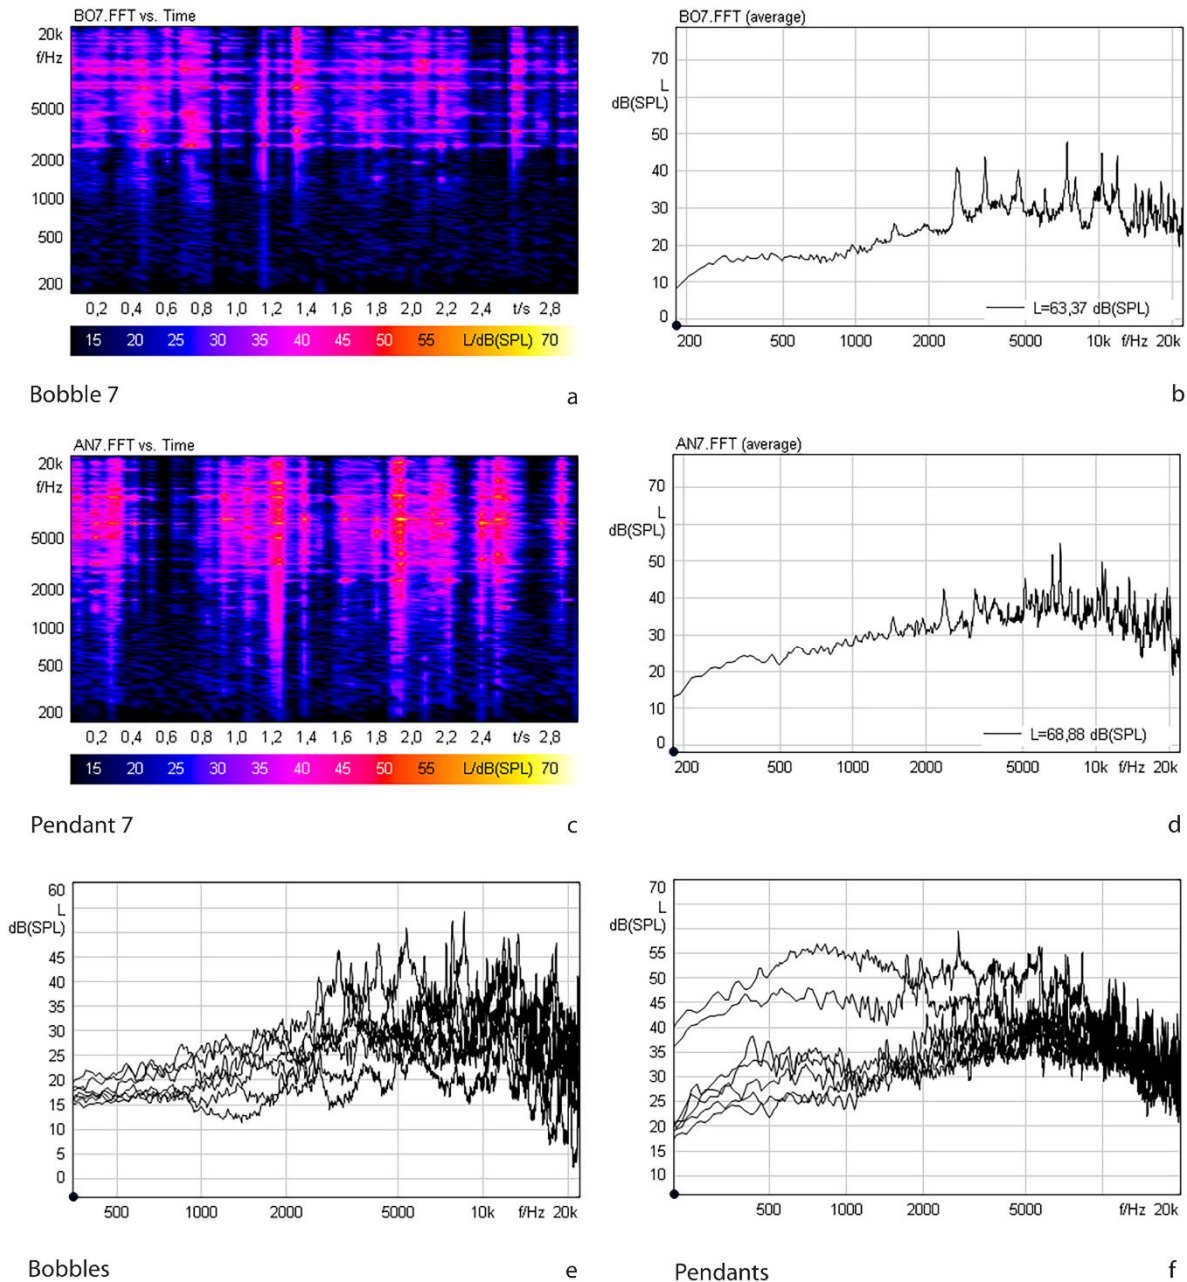 BO7.FFT vs. Time
20k
f/Hz
5000
2000
1000
500
200
0,2 0,4 0,6 0,8 1,0 1,2 1,4 1,6 1,8 2,0 2,2 2,4 t/s 2,8
15 20 25 30 35 40 45 50 55 L/dB(SPL) 70
Bobble 7
a
BO7.FFT (average)
70
L
dB(SPL)
50
40
30
20
10
0
L=63,37 dB(SPL)
200 500 1000 2000 5000 10k f/Hz 20k
b
AN7.FFT vs. Time
20k
f/Hz
5000
2000
1000
500
200
0,2 0,4 0,6 0,8 1,0 1,2 1,4 1,6 1,8 2,0 2,2 2,4 t/s 2,8
15 20 25 30 35 40 45 50 55 L/dB(SPL) 70
Pendant 7
c
AN7.FFT (average)
70
L
dB(SPL)
50
40
30
20
10
0
L=68,88 dB(SPL)
200 500 1000 2000 5000 10k f/Hz 20k
d
60
L
dB(SPL)
45
40
35
30
25
20
15
10
5
0
500 1000 2000 5000 10k f/Hz 20k
Bobbles
e
70
L
dB(SPL)
55
50
45
40
35
30
25
20
15
10
500 1000 2000 5000 f/Hz 20k
Pendants
f